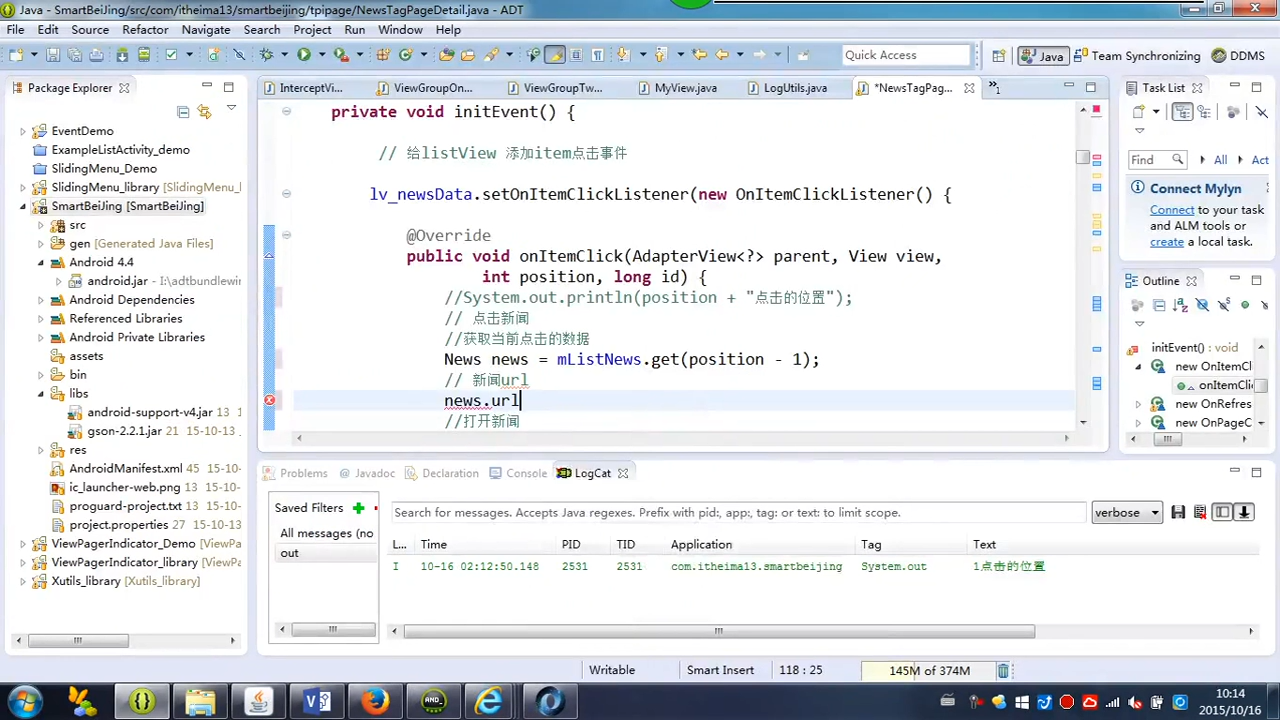 Java - SmartBeiJing/src/com/itheima13/smartbeijing/tpipage/NewsTagPageDetail.java - ADT
File Edit Source Refactor Navigate Search Project Run Window Help
Quick Access
Java
Team Synchronizing
DDMS
Package Explorer
EventDemo
ExampleListActivity_demo
SlidingMenu_Demo
SlidingMenu_library [SlidingMenu_l
SmartBeiJing [SmartBeiJing]
src
gen [Generated Java Files]
Android 4.4
android.jar - I:\adtbundlewin
Android Dependencies
Referenced Libraries
Android Private Libraries
assets
bin
libs
android-support-v4.jar
gson-2.2.1.jar 15-10-13
res
AndroidManifest.xml 45 15-10-
ic_launcher-web.png 15-10-
proguard-project.txt 15-10-
project.properties 27 15-10-
ViewPagerIndicator_Demo [ViewPa
ViewPagerIndicator_library [ViewPa
Xutils_library [Xutils_library]
InterceptVi...
ViewGroupOn...
ViewGroupTw...
MyView.java
LogUtils.java
*NewsTagPag...
»1
private void initEvent() {
// 给listView 添加item点击事件
lv_newsData.setOnItemClickListener(new OnItemClickListener() {
@Override
public void onItemClick(AdapterView<?> parent, View view,
int position, long id) {
//System.out.println(position + "点击的位置");
// 点击新闻
//获取当前点击的数据
News news = mListNews.get(position - 1);
// 新闻url
news.url
//打开新闻
Task List
Find
All
Act
Connect Mylyn
Connect to your task
and ALM tools or
create a local task.
Outline
initEvent() : void
new OnItemCl
onItemClic
new OnRefres
new OnPageC
Problems
Javadoc
Declaration
Console
LogCat
Saved Filters
All messages (no
out
Search for messages. Accepts Java regexes. Prefix with pid:, app:, tag: or text: to limit scope.
verbose
L... Time PID TID Application Tag Text
I 10-16 02:12:50.148 2531 2531 com.itheima13.smartbeijing System.out 1点击的位置
Writable
Smart Insert
118 : 25
145M of 374M
10:14
2015/10/16